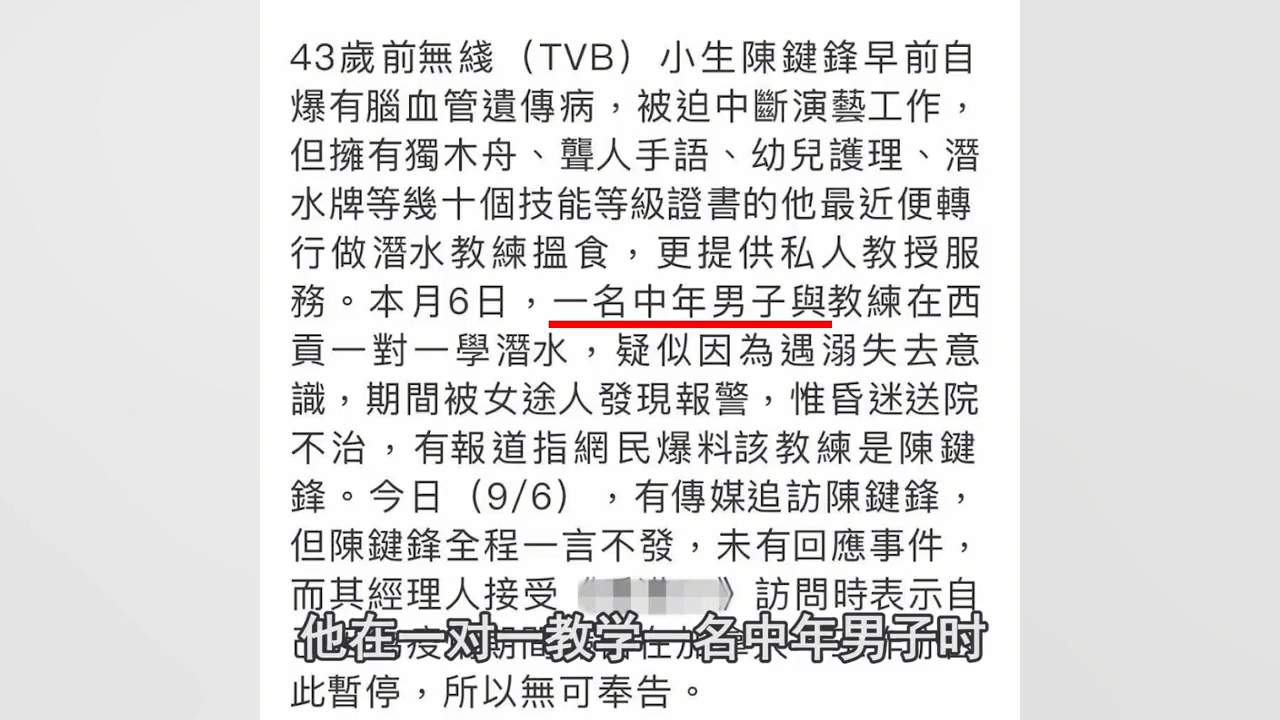 43歲前無綫（TVB）小生陳鍵鋒早前自
爆有腦血管遺傳病，被迫中斷演藝工作，
但擁有獨木舟、聾人手語、幼兒護理、潛
水牌等幾十個技能等級證書的他最近便轉
行做潛水教練搵食，更提供私人教授服
務。本月6日，一名中年男子與教練在西
貢一對一學潛水，疑似因為遇溺失去意
識，期間被女途人發現報警，惟昏迷送院
不治，有報道指網民爆料該教練是陳鍵
鋒。今日（9/6），有傳媒追訪陳鍵鋒，
但陳鍵鋒全程一言不發，未有回應事件，
而其經理人接受《 》訪問時表示自
他在一对一教学一名中年男子时
此暫停，所以無可奉告。